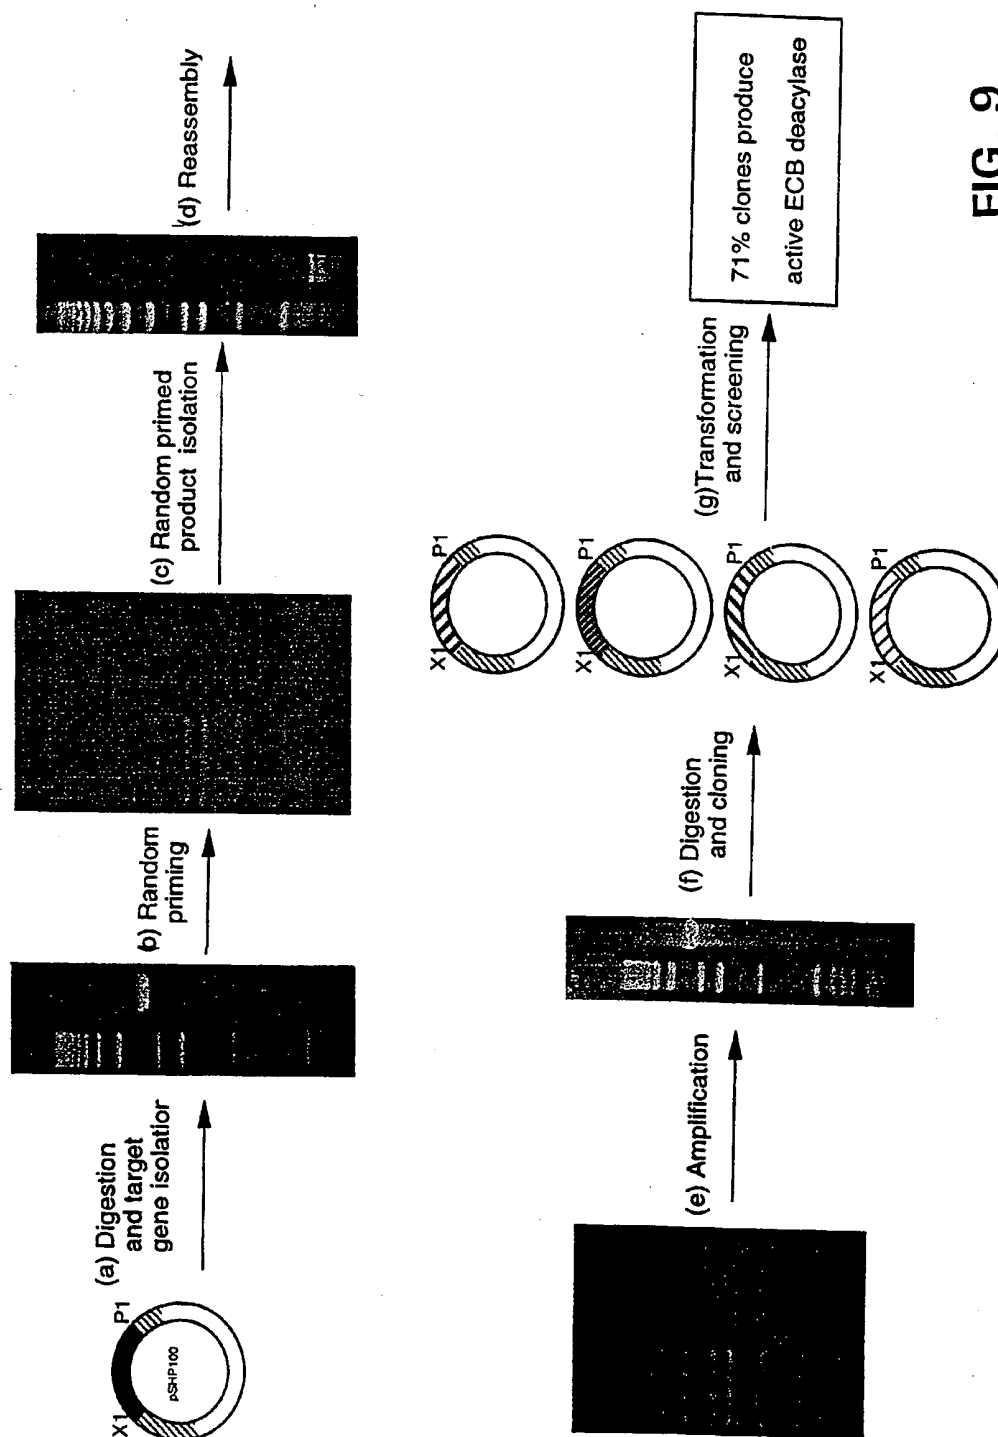 X1
P1
pSHP100
(a) Digestion
and target
gene isolation
(b) Random
priming
(c) Random primed
product isolation
(d) Reassembly
(e) Amplification
(f) Digestion
and cloning
X1
P1
X1
P1
X1
P1
X1
P1
(g)Transformation
and screening
71% clones produce
active ECB deacylase
FIG. 9